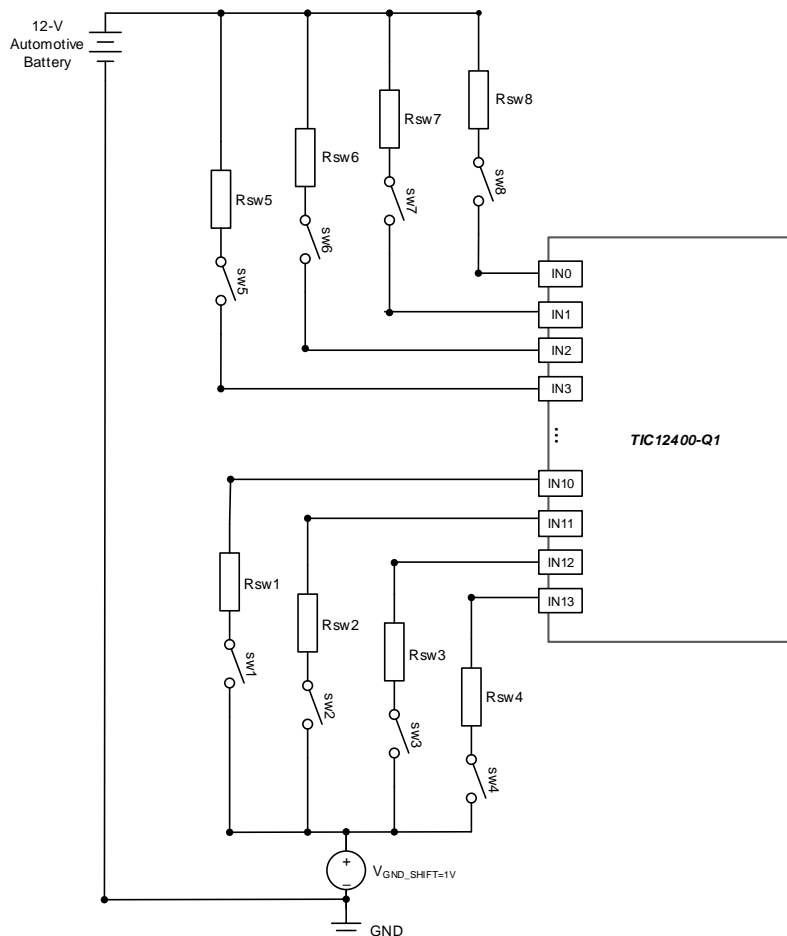 12-V
Automotive
Battery
Rsw8
Rsw7
Rsw6
Rsw5
sw8
sw7
sw6
sw5
IN0
IN1
IN2
IN3
...
TIC12400-Q1
IN10
IN11
IN12
IN13
Rsw1
Rsw2
Rsw3
Rsw4
sw1
sw2
sw3
sw4
+
VGND_SHIFT=1V
–
GND